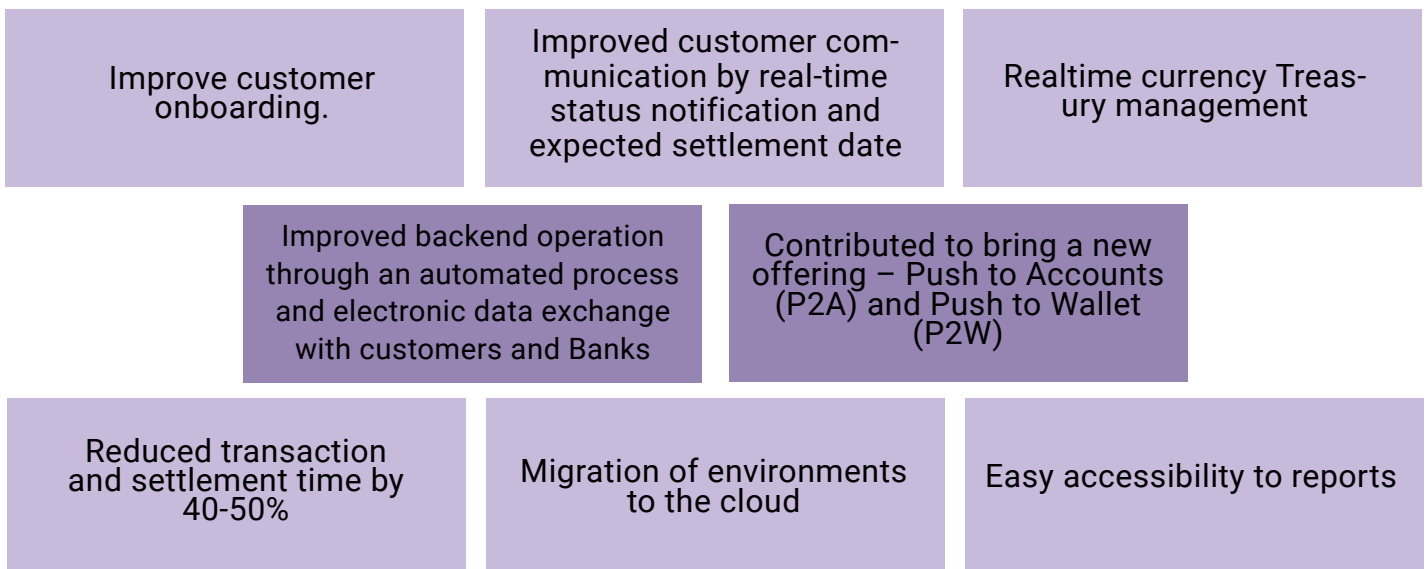 Improve customer
onboarding.
Improved customer com-
munication by real-time
status notification and
expected settlement date
Realtime currency Treas-
ury management
Improved backend operation
through an automated process
and electronic data exchange
with customers and Banks
Contributed to bring a new
offering – Push to Accounts
(P2A) and Push to Wallet
(P2W)
Reduced transaction
and settlement time by
40-50%
Migration of environments
to the cloud
Easy accessibility to reports